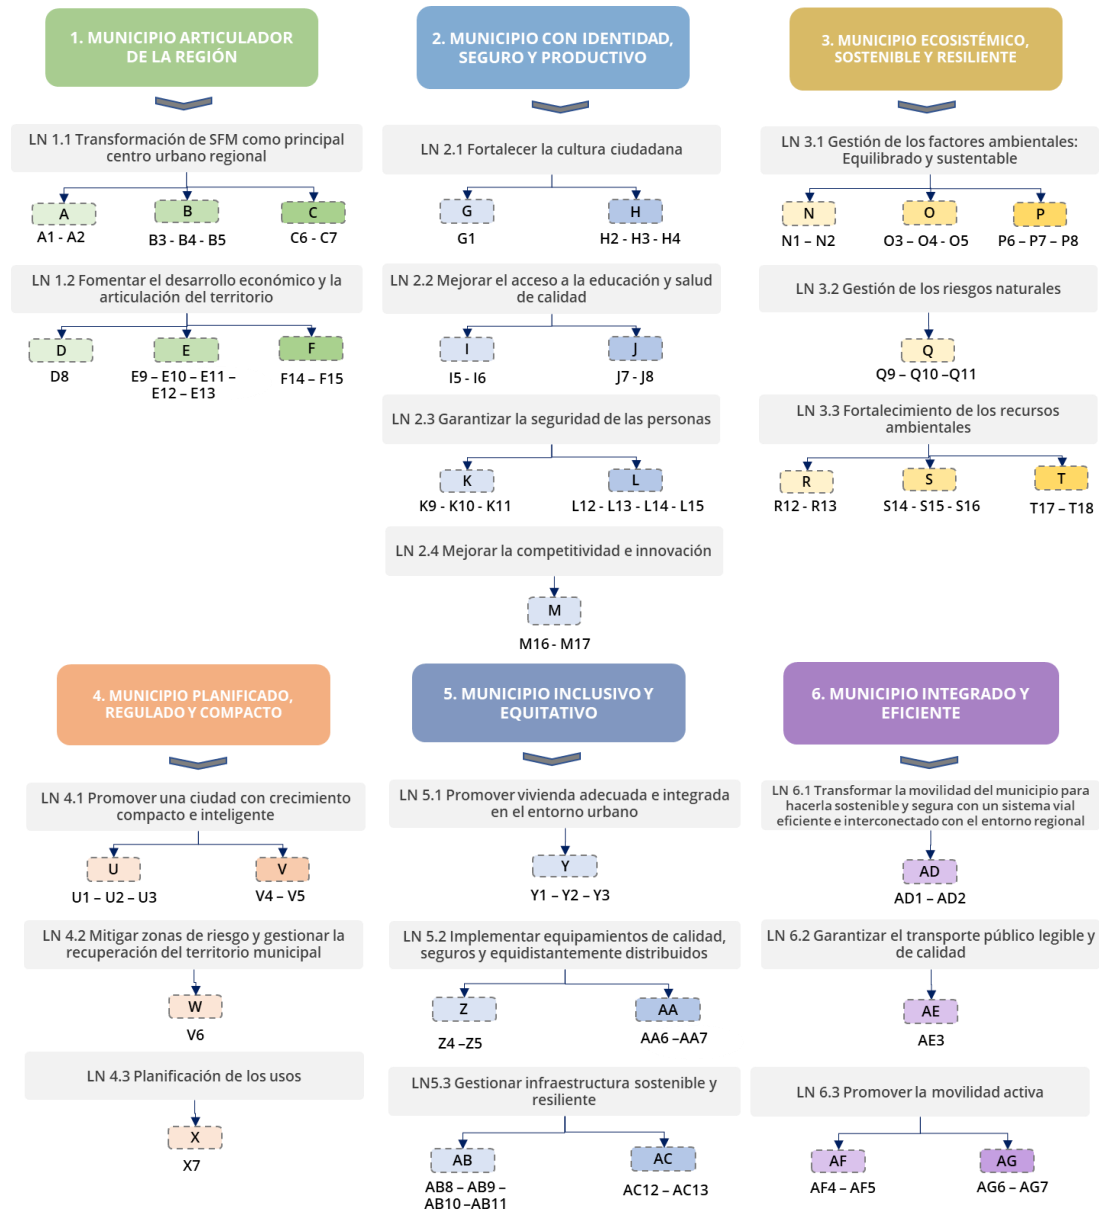 1. MUNICIPIO ARTICULADOR
DE LA REGIÓN
LN 1.1 Transformación de SFM como principal
centro urbano regional
A
B
C
A1 - A2
B3 - B4 - B5
C6 - C7
LN 1.2 Fomentar el desarrollo económico y la
articulación del territorio
D
E
F
D8
E9 – E10 – E11 –
E12 – E13
F14 – F15
2. MUNICIPIO CON IDENTIDAD,
SEGURO Y PRODUCTIVO
LN 2.1 Fortalecer la cultura ciudadana
G
H
G1
H2 - H3 - H4
LN 2.2 Mejorar el acceso a la educación y salud
de calidad
I
J
I5 - I6
J7 - J8
LN 2.3 Garantizar la seguridad de las personas
K
L
K9 - K10 - K11
L12 - L13 - L14 - L15
LN 2.4 Mejorar la competitividad e innovación
M
M16 - M17
3. MUNICIPIO ECOSISTÉMICO,
SOSTENIBLE Y RESILIENTE
LN 3.1 Gestión de los factores ambientales:
Equilibrado y sustentable
N
O
P
N1 – N2
O3 – O4 - O5
P6 – P7 – P8
LN 3.2 Gestión de los riesgos naturales
Q
Q9 – Q10 –Q11
LN 3.3 Fortalecimiento de los recursos
ambientales
R
S
T
R12 - R13
S14 - S15 - S16
T17 – T18
4. MUNICIPIO PLANIFICADO,
REGULADO Y COMPACTO
LN 4.1 Promover una ciudad con crecimiento
compacto e inteligente
U
V
U1 – U2 – U3
V4 – V5
LN 4.2 Mitigar zonas de riesgo y gestionar la
recuperación del territorio municipal
W
V6
LN 4.3 Planificación de los usos
X
X7
5. MUNICIPIO INCLUSIVO Y
EQUITATIVO
LN 5.1 Promover vivienda adecuada e integrada
en el entorno urbano
Y
Y1 – Y2 – Y3
LN 5.2 Implementar equipamientos de calidad,
seguros y equidistantemente distribuidos
Z
AA
Z4 –Z5
AA6 –AA7
LN5.3 Gestionar infraestructura sostenible y
resiliente
AB
AC
AB8 – AB9 –
AB10 –AB11
AC12 – AC13
6. MUNICIPIO INTEGRADO Y
EFICIENTE
LN 6.1 Transformar la movilidad del municipio para
hacerla sostenible y segura con un sistema vial
eficiente e interconectado con el entorno regional
AD
AD1 – AD2
LN 6.2 Garantizar el transporte público legible y
de calidad
AE
AE3
LN 6.3 Promover la movilidad activa
AF
AG
AF4 – AF5
AG6 – AG7